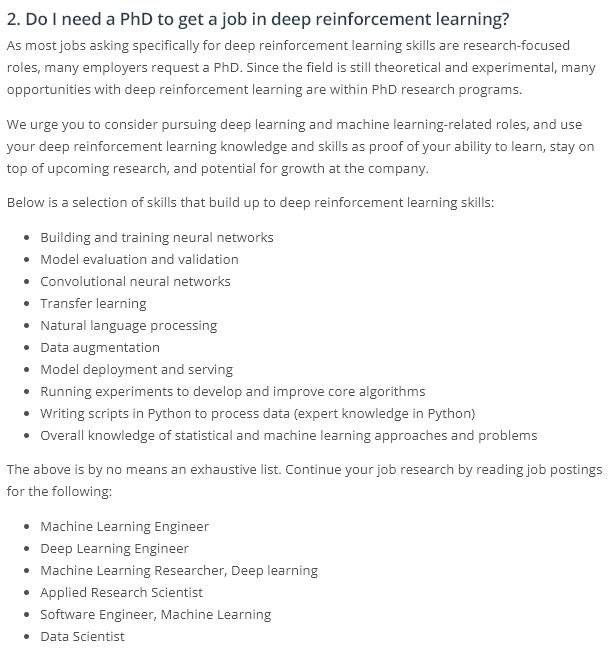 2. Do I need a PhD to get a job in deep reinforcement learning?
As most jobs asking specifically for deep reinforcement learning skills are research-focused
roles, many employers request a PhD. Since the field is still theoretical and experimental, many
opportunities with deep reinforcement learning are within PhD research programs.
We urge you to consider pursuing deep learning and machine learning-related roles, and use
your deep reinforcement learning knowledge and skills as proof of your ability to learn, stay on
top of upcoming research, and potential for growth at the company.
Below is a selection of skills that build up to deep reinforcement learning skills:
• Building and training neural networks
• Model evaluation and validation
• Convolutional neural networks
• Transfer learning
• Natural language processing
• Data augmentation
• Model deployment and serving
• Running experiments to develop and improve core algorithms
• Writing scripts in Python to process data (expert knowledge in Python)
• Overall knowledge of statistical and machine learning approaches and problems
The above is by no means an exhaustive list. Continue your job research by reading job postings
for the following:
• Machine Learning Engineer
• Deep Learning Engineer
• Machine Learning Researcher, Deep learning
• Applied Research Scientist
• Software Engineer, Machine Learning
• Data Scientist